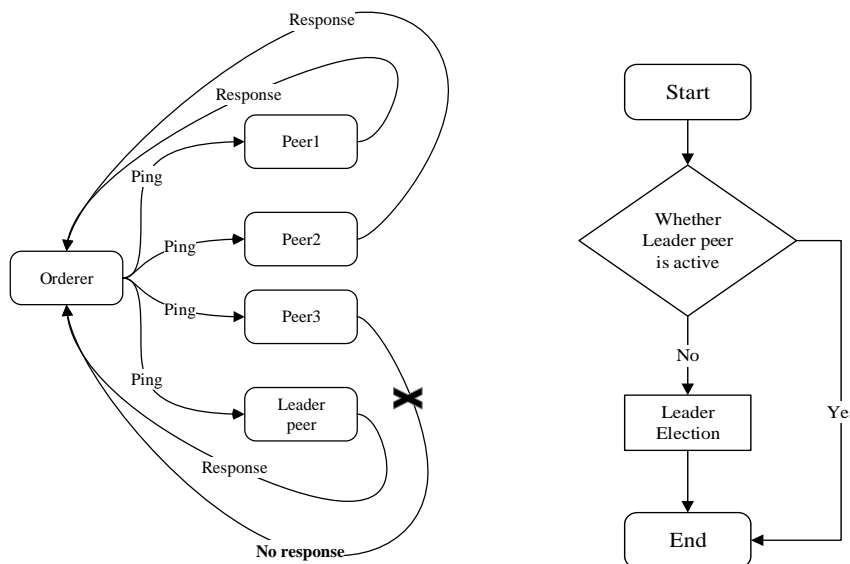 Response
Response
Peer1
Ping
Peer2
Ping
Orderer
Ping
Peer3
Ping
Leader
peer
Response
No response
Start
Whether
Leader peer
is active
No
Leader
Election
Ye
End